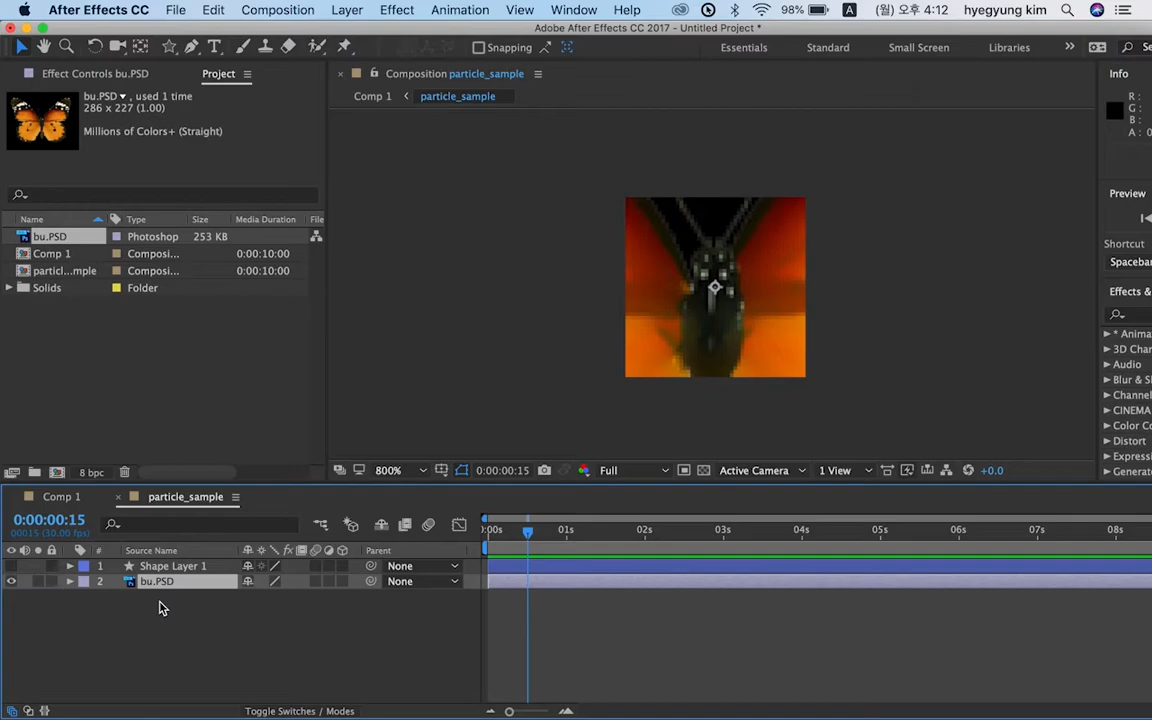 After Effects CC File Edit Composition Layer Effect Animation View Window Help 98% A (월) 오후 4:12 hyegyung kim
Adobe After Effects CC 2017 - Untitled Project *
Snapping Essentials Standard Small Screen Libraries »
Effect Controls bu.PSD Project Composition particle_sample Info
bu.PSD▼, used 1 time
286 x 227 (1.00)
Millions of Colors+ (Straight)
Comp 1 particle_sample
R :
G :
B :
A : 0
Preview
Shortcut
Spacebar
Effects &
Name Type Size Media Duration File
bu.PSD Photoshop 253 KB
Comp 1 Composi... 0:00:10:00
particl...mple Composi... 0:00:10:00
Solids Folder
* Animat
3D Chan
Audio
Blur & S
Channel
CINEMA
Color Co
Distort
Expressi
Generate
8 bpc
800% 0:00:00:15 Full Active Camera 1 View +0.0
Comp 1 × particle_sample
0:00:00:15
00015 (30.00 fps)
:00s 01s 02s 03s 04s 05s 06s 07s 08s
# Source Name fx Parent
1 Shape Layer 1 None
2 bu.PSD None
Toggle Switches / Modes